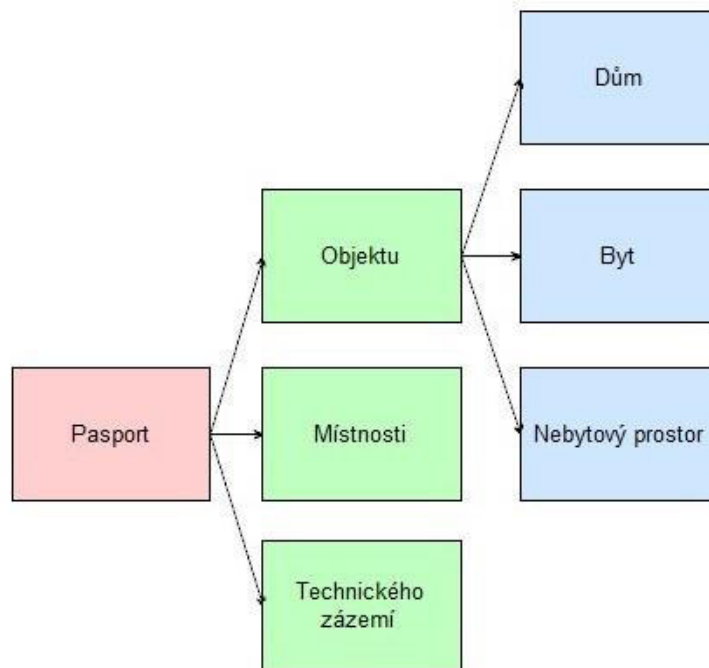 Dům
Objektu
Byt
Pasport
Místnosti
Nebytový prostor
Technického
zázemí